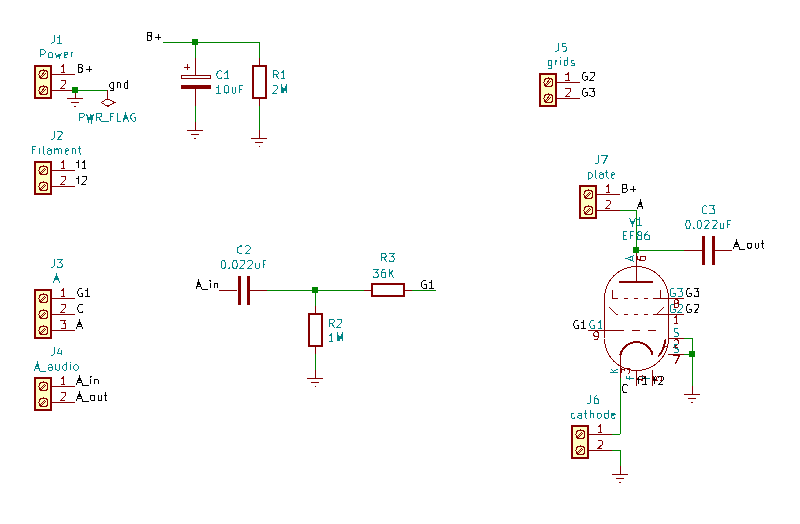 J1
Power
1 B+
2
gnd
PWR_FLAG
J2
Filament
1 f1
2 f2
B+
+
C1
10uF
R1
2M
J3
A
1 G1
2 C
3 A
J4
A_audio
1 A_in
2 A_out
A_in
C2
0.022uF
R2
1M
R3
36K
G1
J5
grids
1 G2
2 G3
J7
plate
1 B+
2 A
V1
EF86
C3
0.022uF
A_out
A
6
G3 G3
8
G2 G2
1
G1 G1
9
S
2
S
7
K
3
C
f1 f2
J6
cathode
1
2